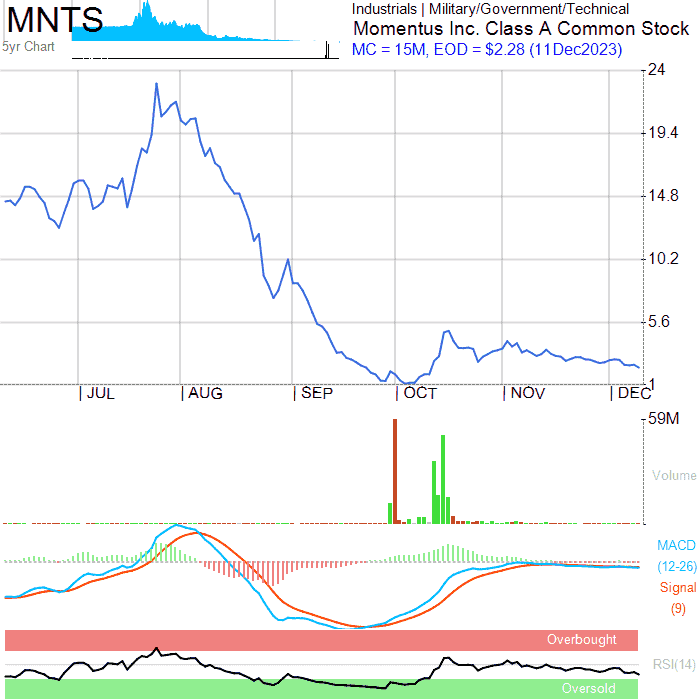 MNTS
5yr Chart
Industrials | Military/Government/Technical
Momentus Inc. Class A Common Stock
MC = 15M, EOD = $2.28 (11Dec2023)
24
19.4
14.8
10.2
5.6
1
| JUL | AUG | SEP | OCT | NOV | DEC
59M
Volume
MACD
(12-26)
Signal
(9)
Overbought
RSI(14)
Oversold